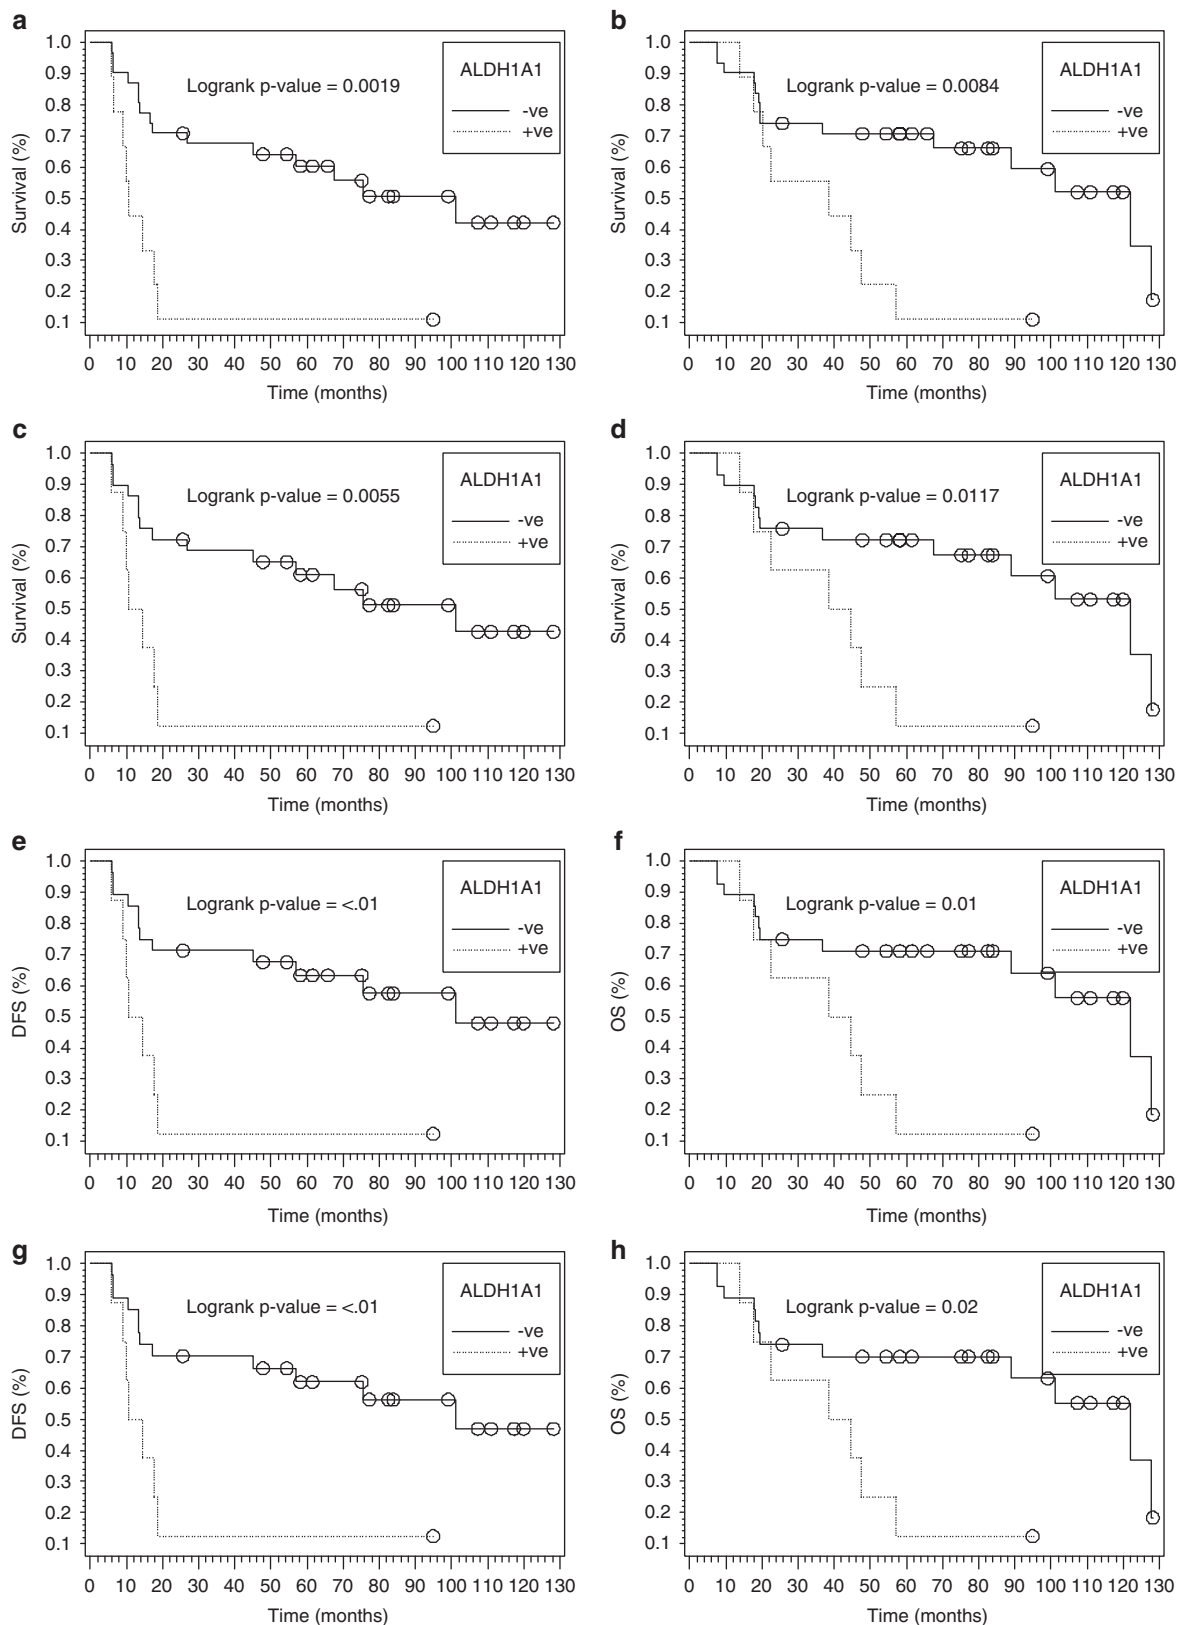 a
Survival (%)
1.0
0.9
0.8
0.7
0.6
0.5
0.4
0.3
0.2
0.1
Logrank p-value = 0.0019
ALDH1A1
-ve
+ve
0 10 20 30 40 50 60 70 80 90 100 110 120 130
Time (months)
b
Survival (%)
1.0
0.9
0.8
0.7
0.6
0.5
0.4
0.3
0.2
0.1
Logrank p-value = 0.0084
ALDH1A1
-ve
+ve
0 10 20 30 40 50 60 70 80 90 100 110 120 130
Time (months)
c
Survival (%)
1.0
0.9
0.8
0.7
0.6
0.5
0.4
0.3
0.2
0.1
Logrank p-value = 0.0055
ALDH1A1
-ve
+ve
0 10 20 30 40 50 60 70 80 90 100 110 120 130
Time (months)
d
Survival (%)
1.0
0.9
0.8
0.7
0.6
0.5
0.4
0.3
0.2
0.1
Logrank p-value = 0.0117
ALDH1A1
-ve
+ve
0 10 20 30 40 50 60 70 80 90 100 110 120 130
Time (months)
e
DFS (%)
1.0
0.9
0.8
0.7
0.6
0.5
0.4
0.3
0.2
0.1
Logrank p-value = <.01
ALDH1A1
-ve
+ve
0 10 20 30 40 50 60 70 80 90 100 110 120 130
Time (months)
f
OS (%)
1.0
0.9
0.8
0.7
0.6
0.5
0.4
0.3
0.2
0.1
Logrank p-value = 0.01
ALDH1A1
-ve
+ve
0 10 20 30 40 50 60 70 80 90 100 110 120 130
Time (months)
g
DFS (%)
1.0
0.9
0.8
0.7
0.6
0.5
0.4
0.3
0.2
0.1
Logrank p-value = <.01
ALDH1A1
-ve
+ve
0 10 20 30 40 50 60 70 80 90 100 110 120 130
Time (months)
h
OS (%)
1.0
0.9
0.8
0.7
0.6
0.5
0.4
0.3
0.2
0.1
Logrank p-value = 0.02
ALDH1A1
-ve
+ve
0 10 20 30 40 50 60 70 80 90 100 110 120 130
Time (months)